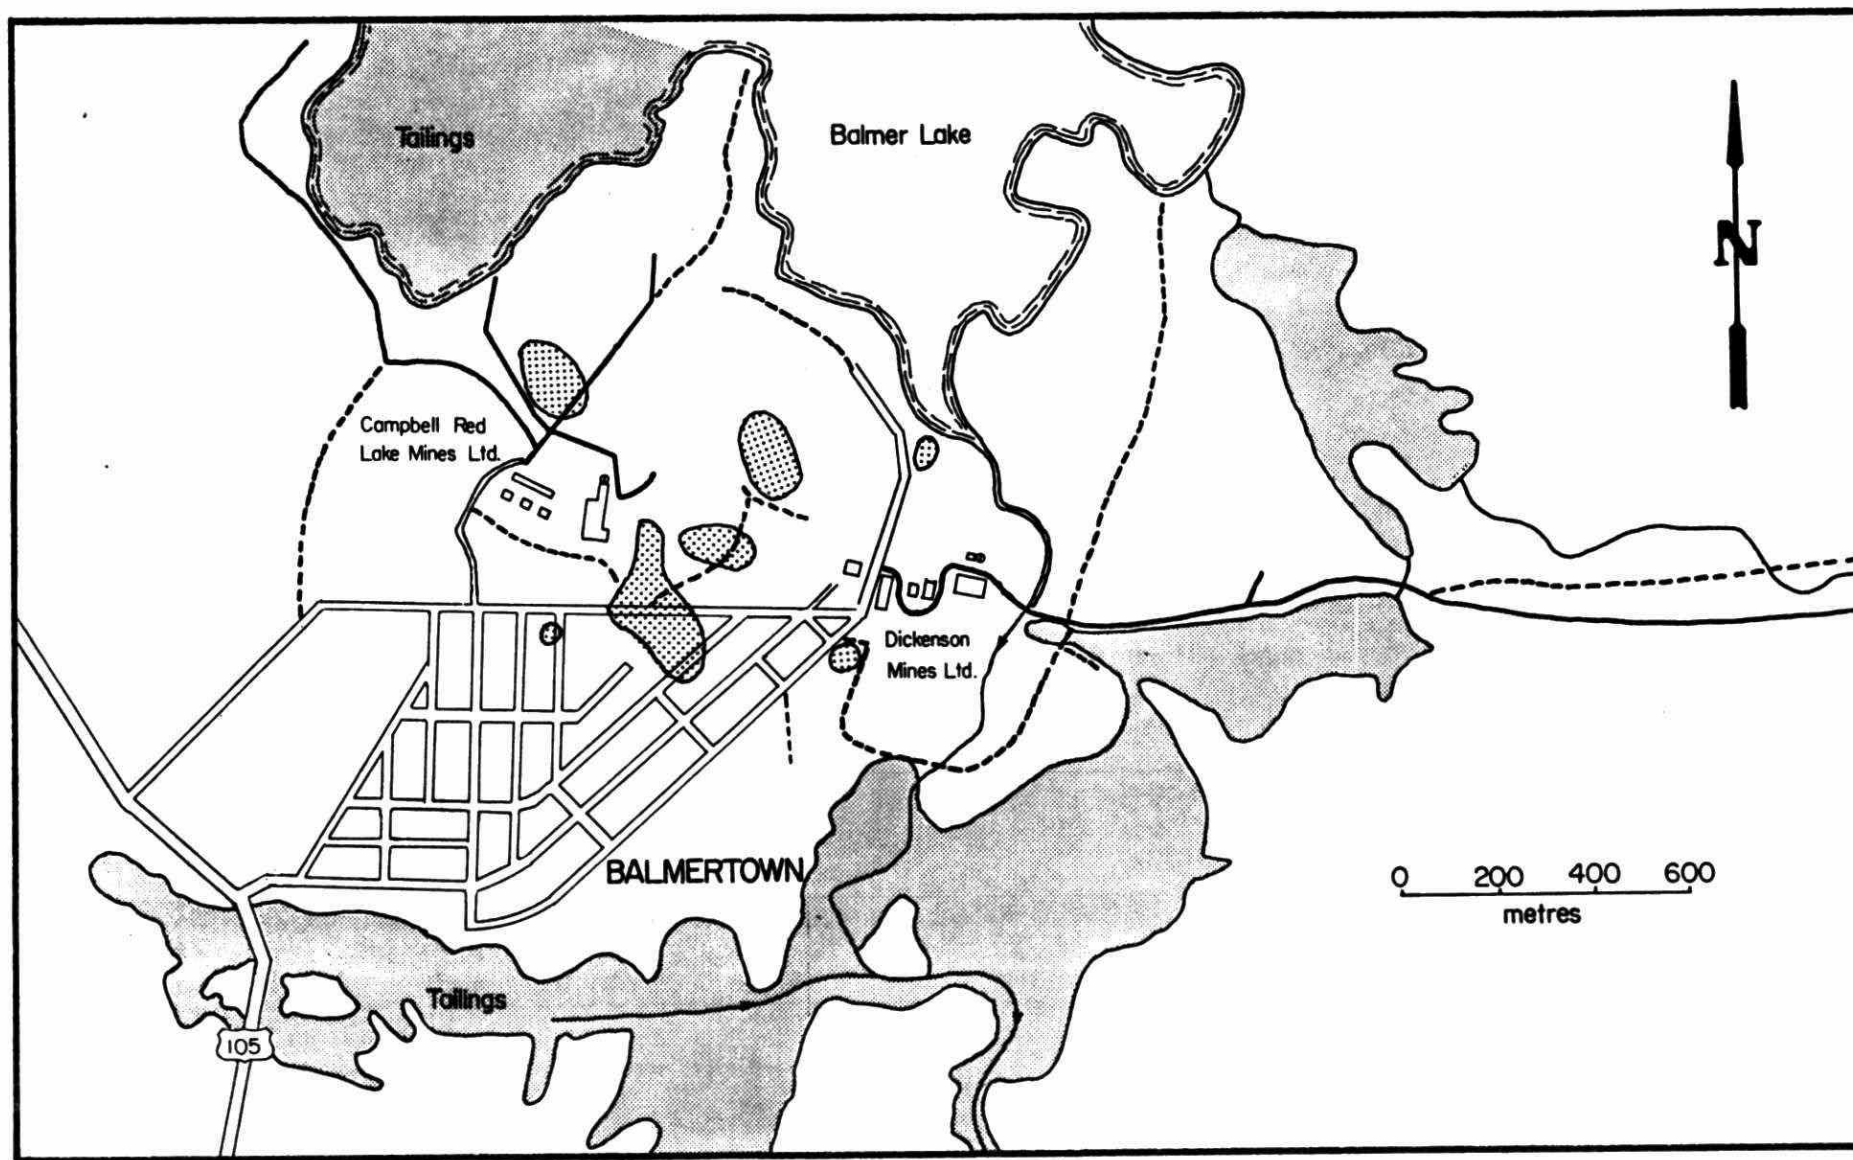 Tailings
Balmer Lake
N
Campbell Red
Lake Mines Ltd.
Dickenson
Mines Ltd.
BALMERTOWN
0 200 400 600
metres
Tailings
105